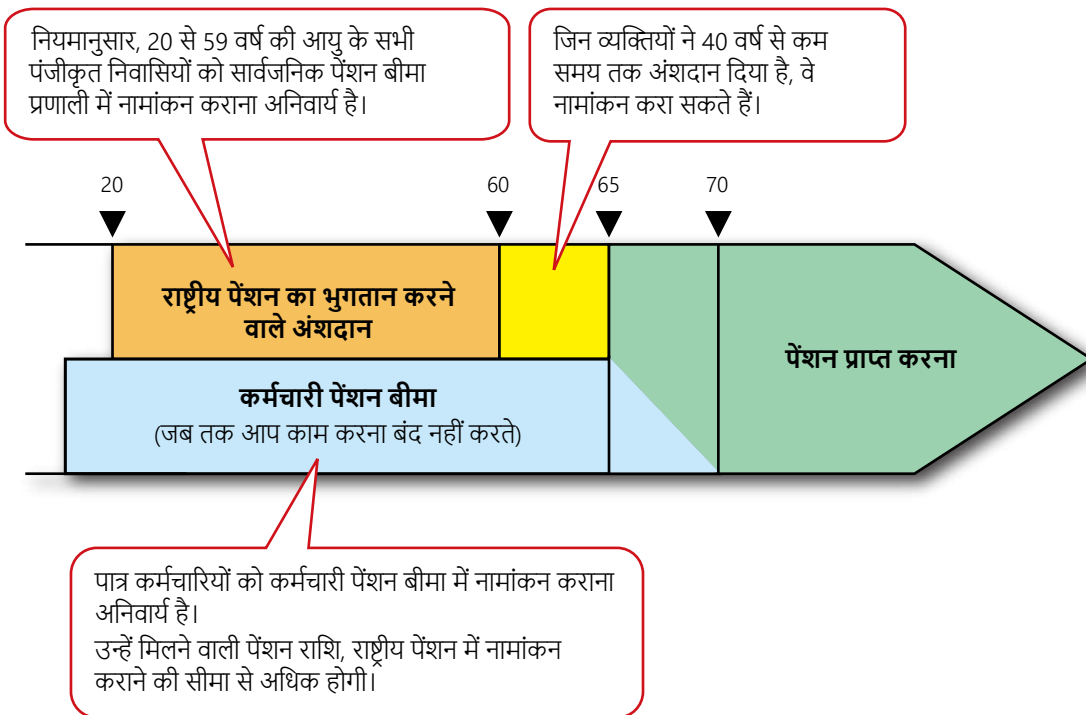 नियमानुसार, 20 से 59 वर्ष की आयु के सभी
पंजीकृत निवासियों को सार्वजनिक पेंशन बीमा
प्रणाली में नामांकन कराना अनिवार्य है।
जिन व्यक्तियों ने 40 वर्ष से कम
समय तक अंशदान दिया है, वे
नामांकन करा सकते हैं।
20
60
65
70
राष्ट्रीय पेंशन का भुगतान करने
वाले अंशदान
पेंशन प्राप्त करना
कर्मचारी पेंशन बीमा
(जब तक आप काम करना बंद नहीं करते)
पात्र कर्मचारियों को कर्मचारी पेंशन बीमा में नामांकन कराना
अनिवार्य है।
उन्हें मिलने वाली पेंशन राशि, राष्ट्रीय पेंशन में नामांकन
कराने की सीमा से अधिक होगी।